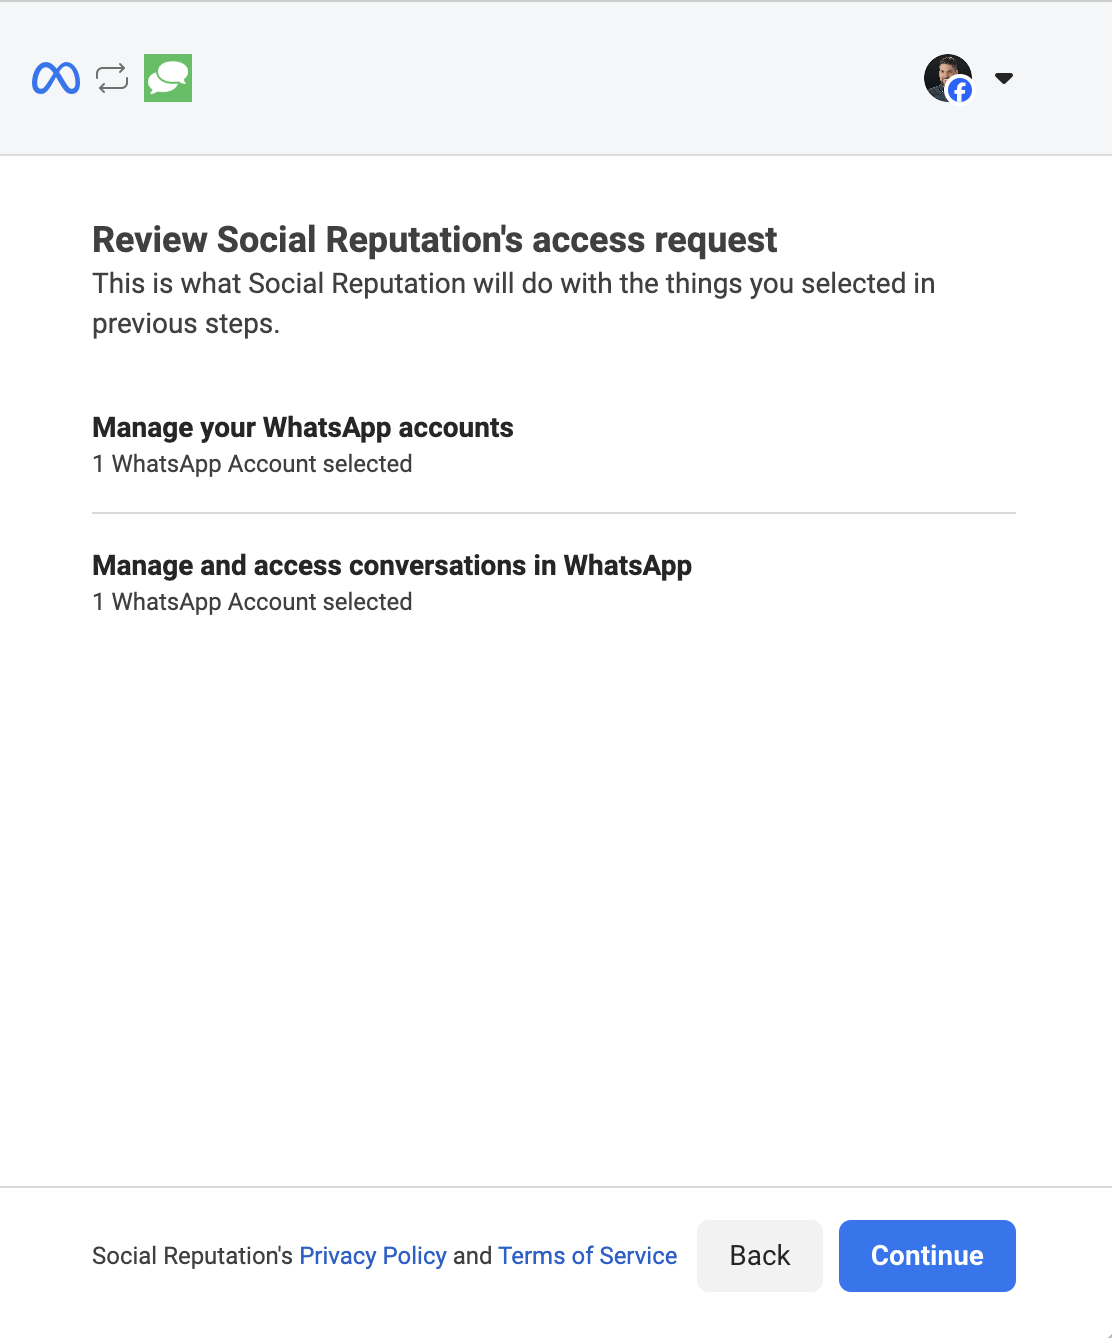 Review Social Reputation's access request
This is what Social Reputation will do with the things you selected in
previous steps.
Manage your WhatsApp accounts
1 WhatsApp Account selected
Manage and access conversations in WhatsApp
1 WhatsApp Account selected
Social Reputation's Privacy Policy and Terms of Service
Back
Continue